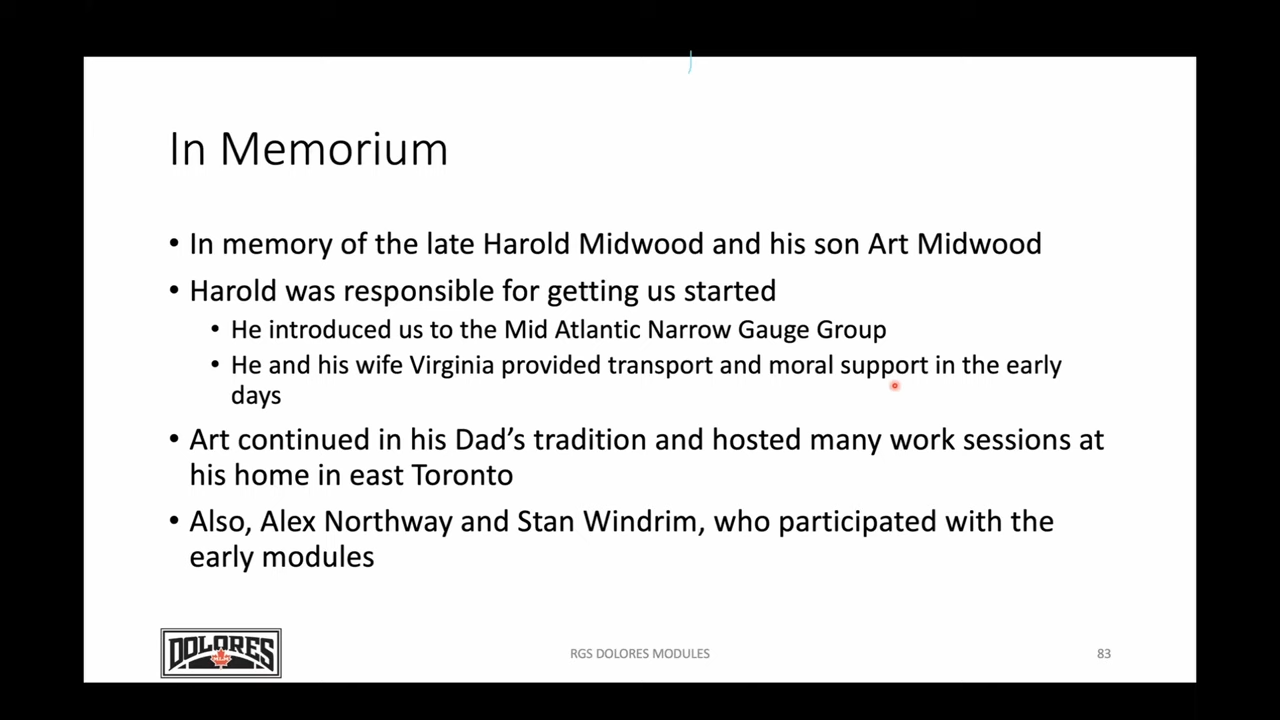 In Memorium
• In memory of the late Harold Midwood and his son Art Midwood
• Harold was responsible for getting us started
• He introduced us to the Mid Atlantic Narrow Gauge Group
• He and his wife Virginia provided transport and moral support in the early
days
• Art continued in his Dad’s tradition and hosted many work sessions at
his home in east Toronto
• Also, Alex Northway and Stan Windrim, who participated with the
early modules
DOLORES
RGS DOLORES MODULES
83